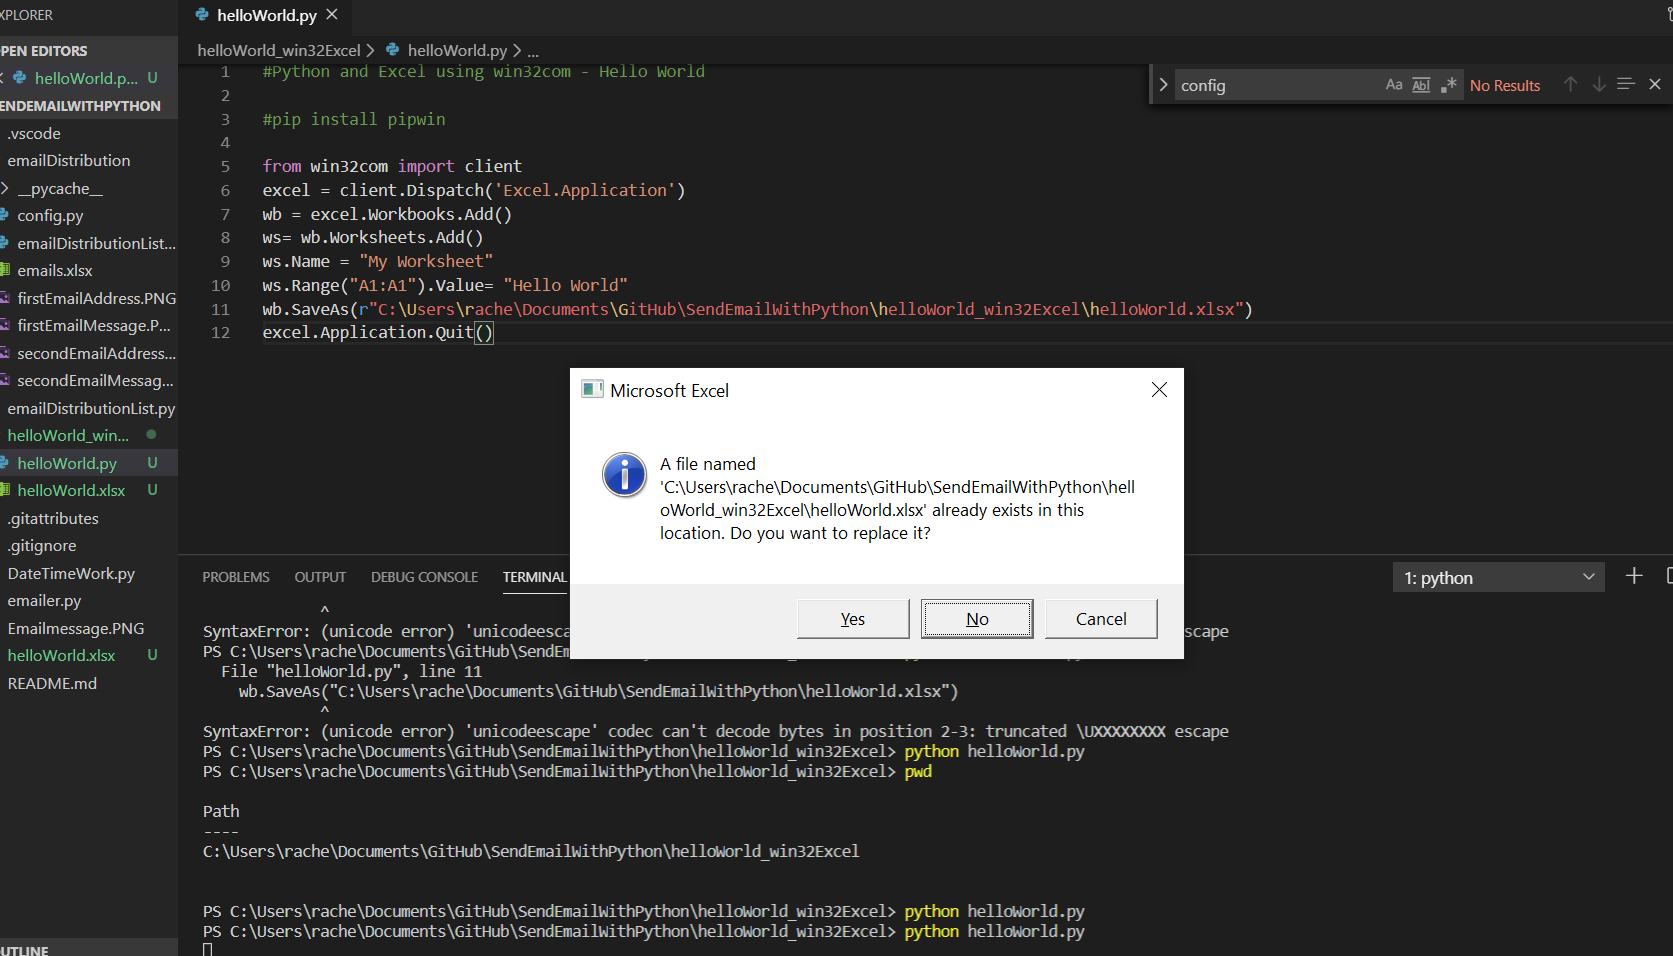 XPLORER
helloWorld.py
PEN EDITORS
helloWorld.p... U
ENDEMAILWITHPYTHON
.vscode
emailDistribution
__pycache__
config.py
emailDistributionList...
emails.xlsx
firstEmailAddress.PNG
firstEmailMessage.P...
secondEmailAddress...
secondEmailMessag...
emailDistributionList.py
helloWorld_win...
helloWorld.py U
helloWorld.xlsx U
.gitattributes
.gitignore
DateTimeWork.py
emailer.py
Emailmessage.PNG
helloWorld.xlsx U
README.md
UTLINE
helloWorld_win32Excel > helloWorld.py > ...
config Aa Abl .* No Results
1 #Python and Excel using win32com - Hello World
2
3 #pip install pipwin
4
5 from win32com import client
6 excel = client.Dispatch('Excel.Application')
7 wb = excel.Workbooks.Add()
8 ws= wb.Worksheets.Add()
9 ws.Name = "My Worksheet"
10 ws.Range("A1:A1").Value= "Hello World"
11 wb.SaveAs(r"C:\Users\rache\Documents\GitHub\SendEmailWithPython\helloWorld_win32Excel\helloWorld.xlsx")
12 excel.Application.Quit()
Microsoft Excel
A file named
'C:\Users\rache\Documents\GitHub\SendEmailWithPython\hell
oWorld_win32Excel\helloWorld.xlsx' already exists in this
location. Do you want to replace it?
Yes No Cancel
PROBLEMS OUTPUT DEBUG CONSOLE TERMINAL 1: python
^
SyntaxError: (unicode error) 'unicodeesca scape
PS C:\Users\rache\Documents\GitHub\SendEm
File "helloWorld.py", line 11
wb.SaveAs("C:\Users\rache\Documents\GitHub\SendEmailWithPython\helloWorld.xlsx")
^
SyntaxError: (unicode error) 'unicodeescape' codec can't decode bytes in position 2-3: truncated \UXXXXXXXX escape
PS C:\Users\rache\Documents\GitHub\SendEmailWithPython\helloWorld_win32Excel> python helloWorld.py
PS C:\Users\rache\Documents\GitHub\SendEmailWithPython\helloWorld_win32Excel> pwd
Path
----
C:\Users\rache\Documents\GitHub\SendEmailWithPython\helloWorld_win32Excel
PS C:\Users\rache\Documents\GitHub\SendEmailWithPython\helloWorld_win32Excel> python helloWorld.py
PS C:\Users\rache\Documents\GitHub\SendEmailWithPython\helloWorld_win32Excel> python helloWorld.py